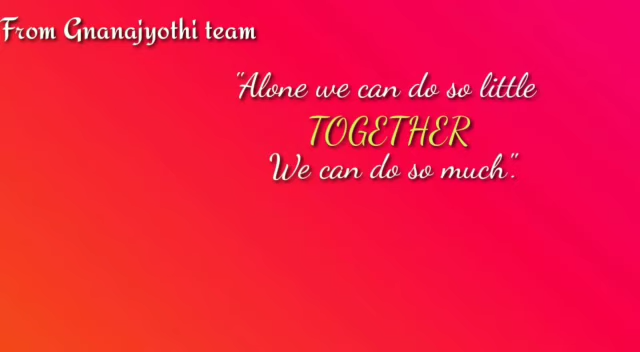 From Gnanajyothi team
"Alone we can do so little
TOGETHER
We can do so much".